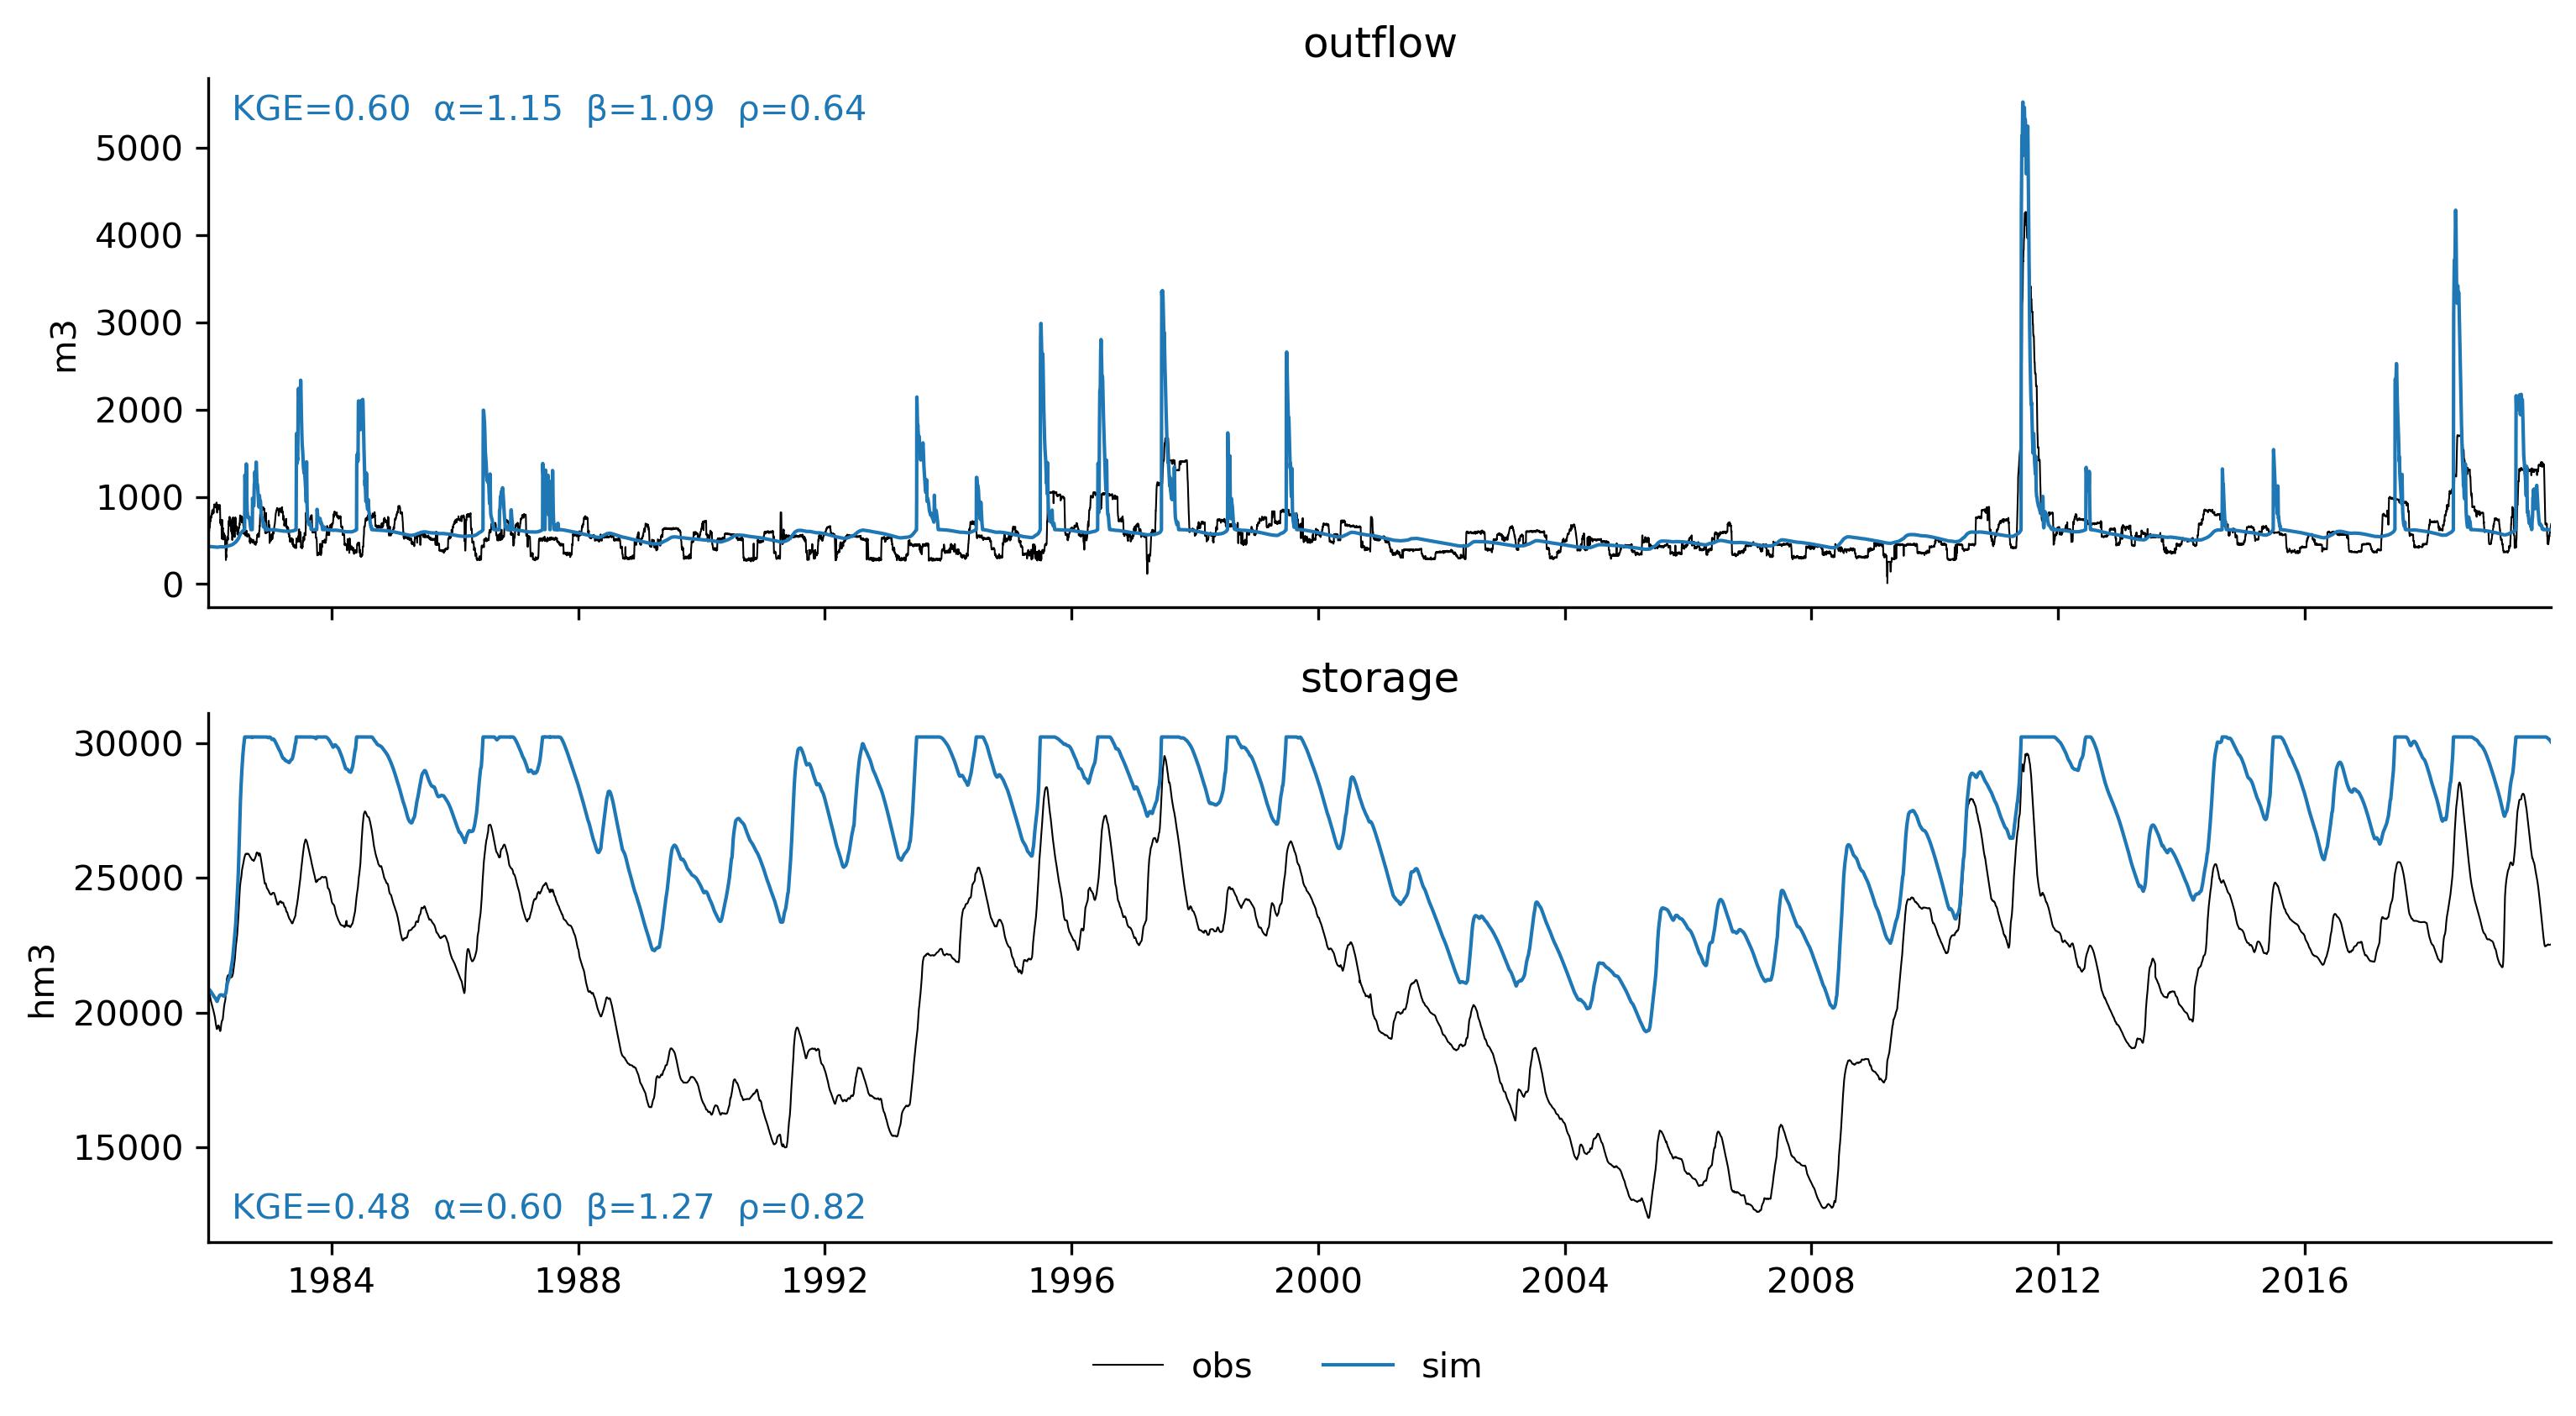 outflow
KGE=0.60 α=1.15 β=1.09 ρ=0.64
5000
4000
3000
2000
1000
0
m3
storage
30000
25000
20000
15000
hm3
KGE=0.48 α=0.60 β=1.27 ρ=0.82
1984 1988 1992 1996 2000 2004 2008 2012 2016
obs sim